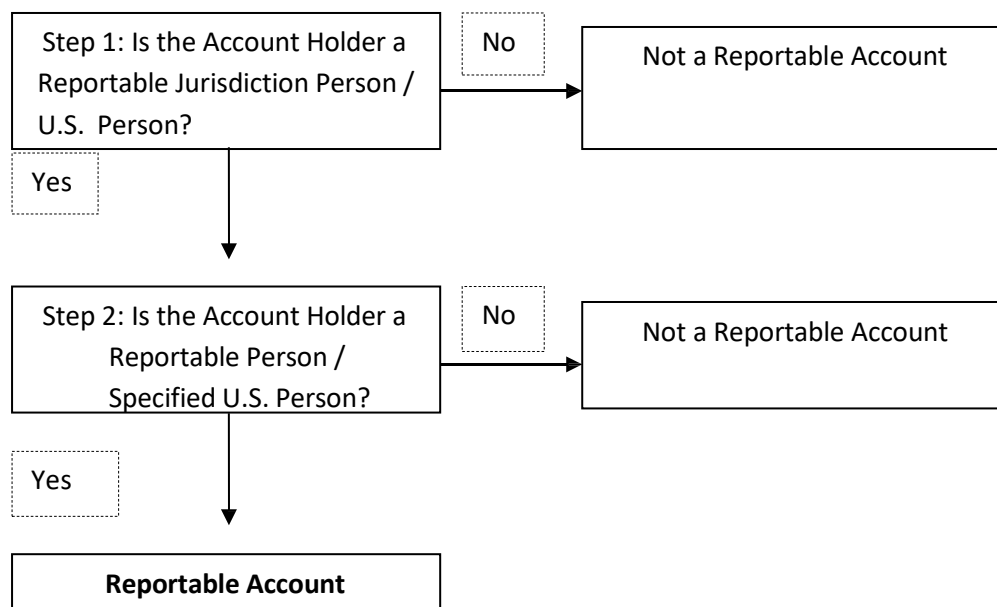 Step 1: Is the Account Holder a
Reportable Jurisdiction Person /
U.S. Person?
No
Not a Reportable Account
Yes
Step 2: Is the Account Holder a
Reportable Person /
Specified U.S. Person?
No
Not a Reportable Account
Yes
Reportable Account